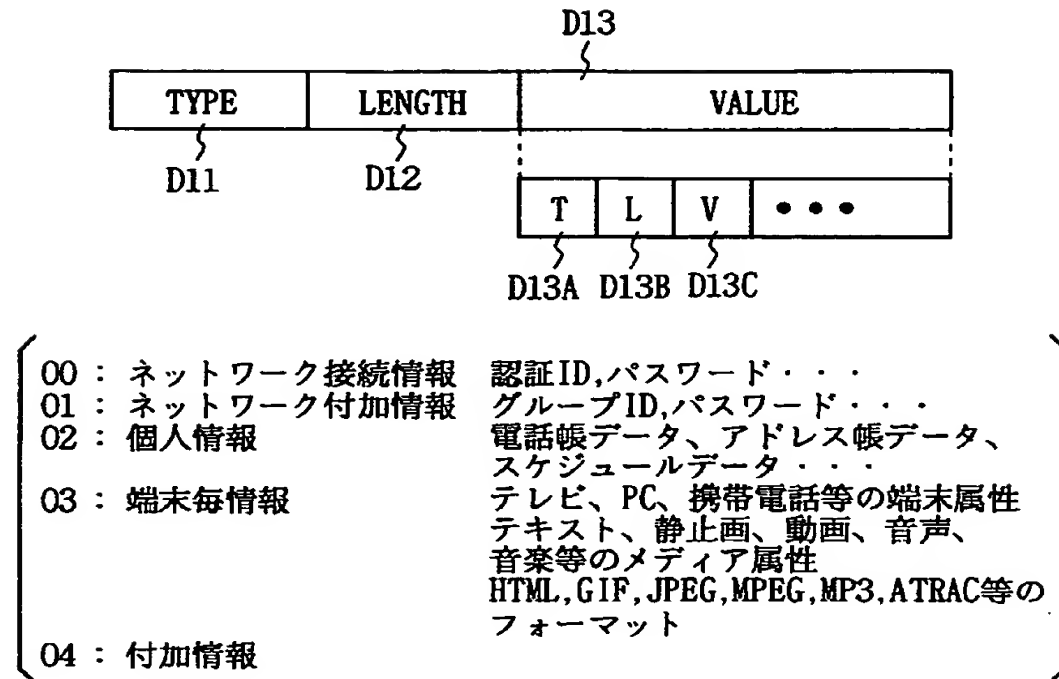 D13
TYPE LENGTH VALUE
D11 D12
T L V •••
D13A D13B D13C
00：ネットワーク接続情報 認証ID,パスワード・・・
01：ネットワーク付加情報 グループID,パスワード・・・
02：個人情報 電話帳データ、アドレス帳データ、
スケジュールデータ・・・
03：端末毎情報 テレビ、PC、携帯電話等の端末属性
テキスト、静止画、動画、音声、
音楽等のメディア属性
HTML,GIF,JPEG,MPEG,MP3,ATRAC等の
フォーマット
04：付加情報